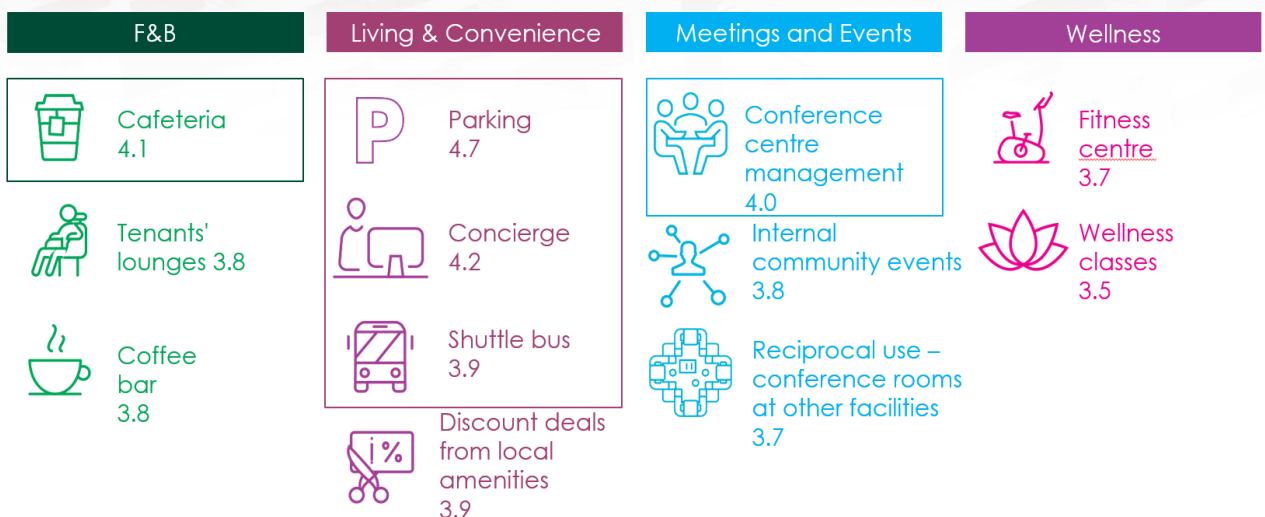 F&B
Cafeteria
4.1
Tenants'
lounges 3.8
Coffee
bar
3.8
Living & Convenience
P
Parking
4.7
Concierge
4.2
Shuttle bus
3.9
%
Discount deals
from local
amenities
3.9
Meetings and Events
Conference
centre
management
4.0
Internal
community events
3.8
Reciprocal use –
conference rooms
at other facilities
3.7
Wellness
Fitness
centre
3.7
Wellness
classes
3.5